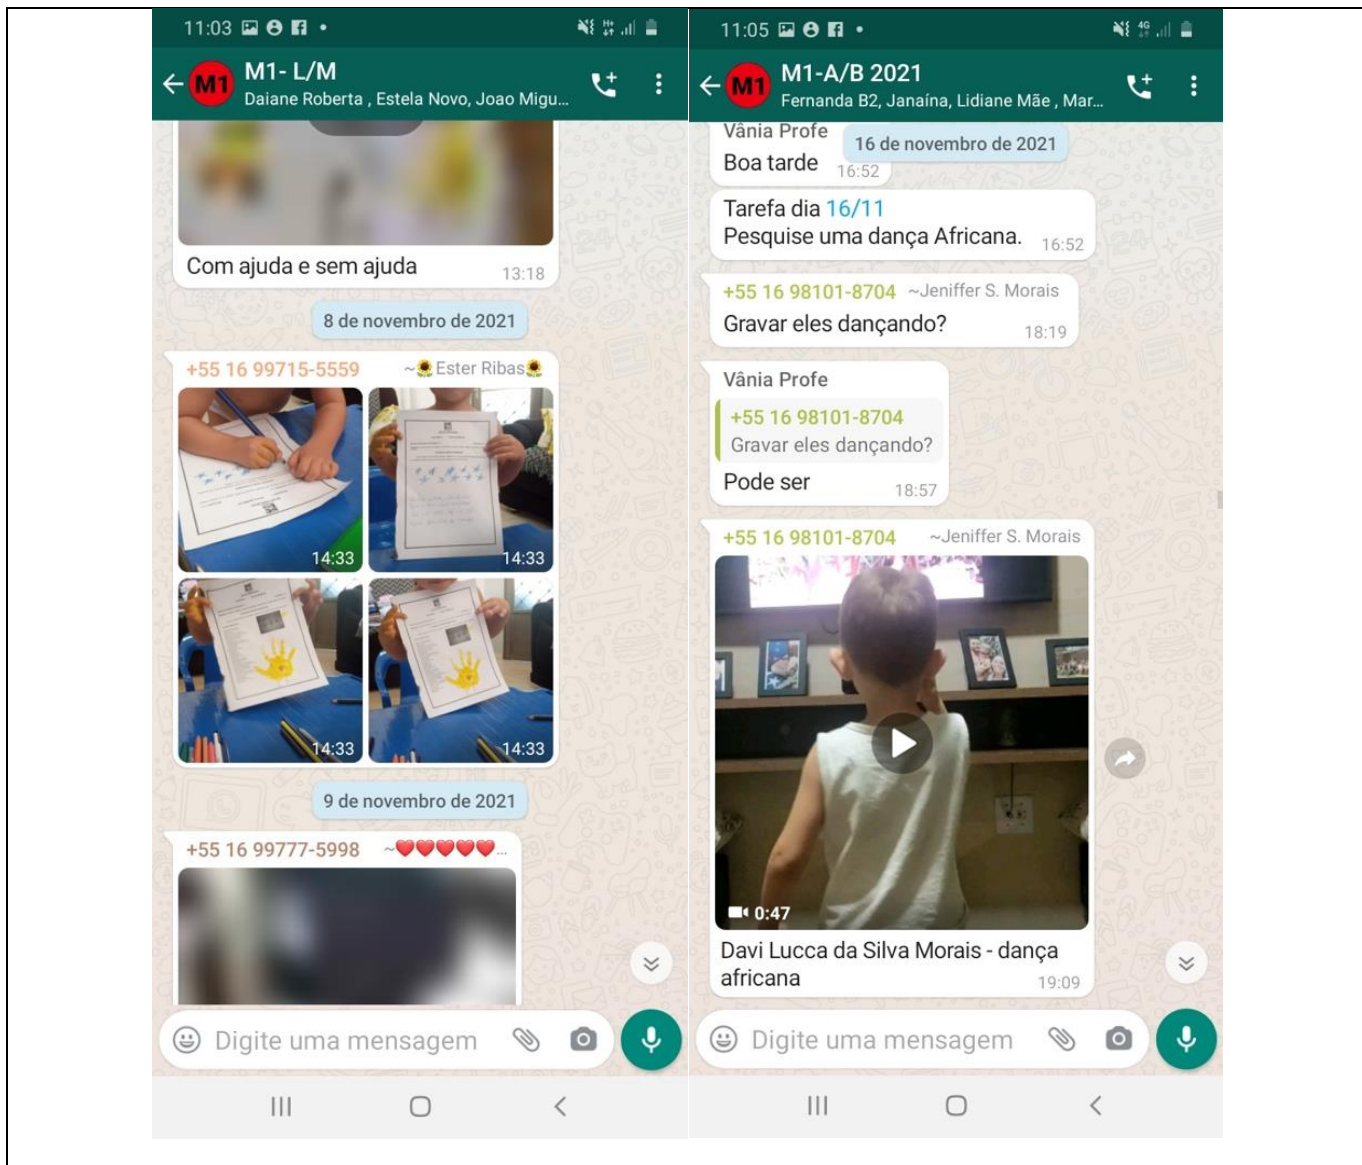 11:03
M1
M1- L/M
Daiane Roberta , Estela Novo, Joao Migu...
Com ajuda e sem ajuda
13:18
8 de novembro de 2021
+55 16 99715-5559 ~🌻Ester Ribas🌻
14:33
14:33
14:33
14:33
9 de novembro de 2021
+55 16 99777-5998 ~❤❤❤❤❤...
Digite uma mensagem
11:05 4G
M1
M1-A/B 2021
Fernanda B2, Janaína, Lidiane Mãe , Mar...
Vânia Profe
16 de novembro de 2021
Boa tarde 16:52
Tarefa dia 16/11
Pesquise uma dança Africana. 16:52
+55 16 98101-8704 ~Jeniffer S. Morais
Gravar eles dançando? 18:19
Vânia Profe
+55 16 98101-8704
Gravar eles dançando?
Pode ser 18:57
+55 16 98101-8704 ~Jeniffer S. Morais
0:47
Davi Lucca da Silva Morais - dança
africana 19:09
Digite uma mensagem